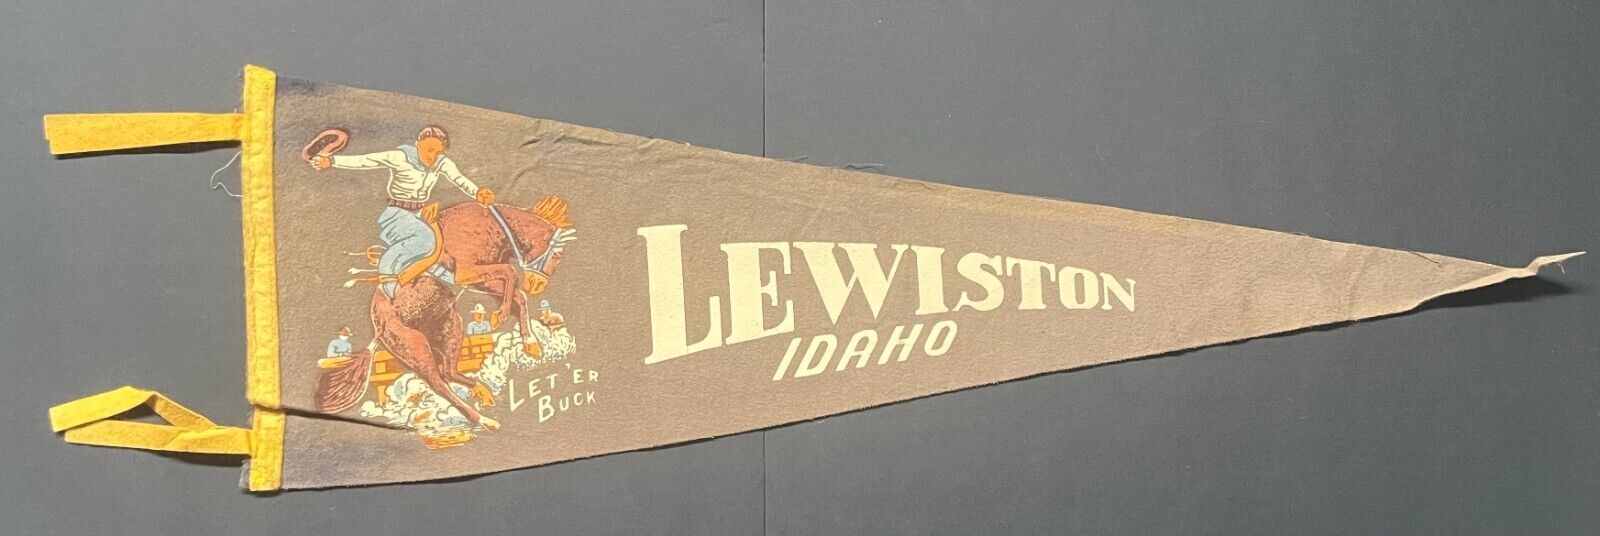 LEWISTON
IDAHO
LET 'ER
BUCK